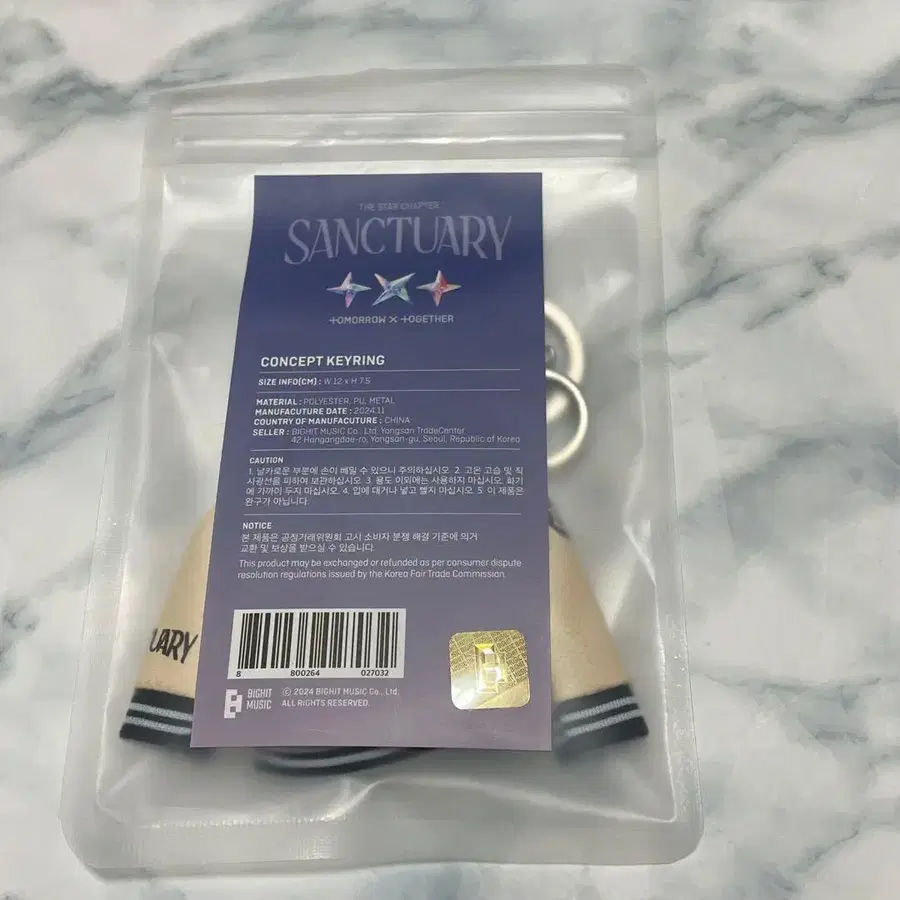 THE STAR CHAPTER
SANCTUARY
TOMORROW X TOGETHER
CONCEPT KEYRING
SIZE INFO(CM) : W 12 x H 7.5
MATERIAL : POLYESTER, PU, METAL
MANUFACUTURE DATE : 2024.11
COUNTRY OF MANUFACUTURE : CHINA
SELLER : BIGHIT MUSIC Co., Ltd. Yongsan TradeCenter
42 Hangangdae-ro, Yongsan-gu, Seoul, Republic of Korea
CAUTION
1. 날카로운 부분에 손이 베일 수 있으니 주의하십시오. 2. 고온 고습 및 직
사광선을 피하여 보관하십시오. 3. 용도 이외에는 사용하지 마십시오. 화기
에 가까이 두지 마십시오. 4. 입에 대거나 넣고 빨지 마십시오. 5. 이 제품은
완구가 아닙니다.
NOTICE
본 제품은 공정거래위원회 고시 소비자 분쟁 해결 기준에 의거
교환 및 보상을 받으실 수 있습니다.
This product may be exchanged or refunded as per consumer dispute
resolution regulations issued by the Korea Fair Trade Commission.
UARY
8 800264 027032
BIGHIT
MUSIC
© 2024 BIGHIT MUSIC Co., Ltd.
ALL RIGHTS RESERVED.